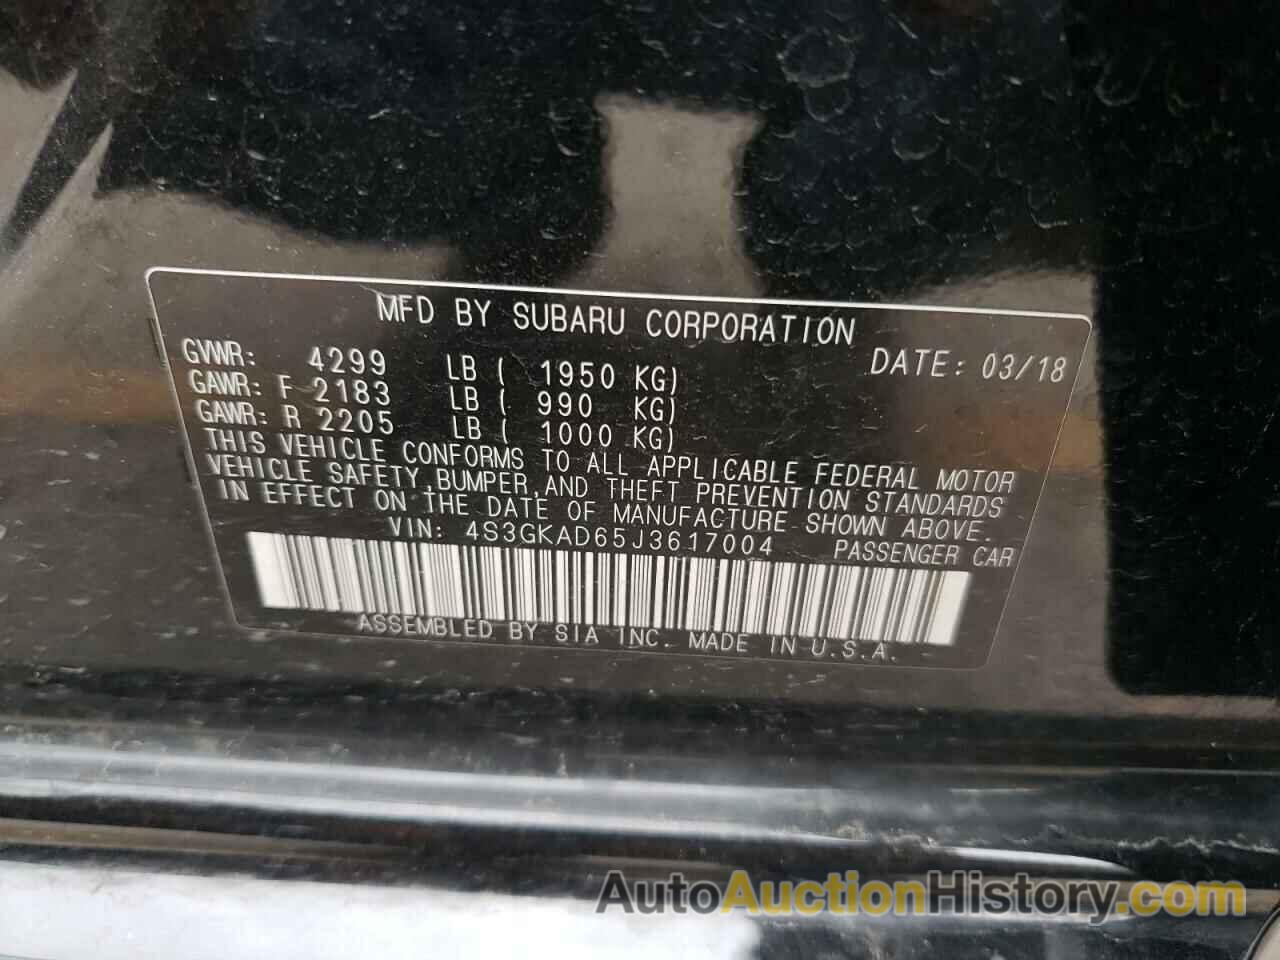 MFD BY SUBARU CORPORATION
GVWR: 4299 LB ( 1950 KG) DATE: 03/18
GAWR: F 2183 LB ( 990 KG)
GAWR: R 2205 LB ( 1000 KG)
THIS VEHICLE CONFORMS TO ALL APPLICABLE FEDERAL MOTOR
VEHICLE SAFETY, BUMPER, AND THEFT PREVENTION STANDARDS
IN EFFECT ON THE DATE OF MANUFACTURE SHOWN ABOVE.
VIN: 4S3GKAD65J3617004 PASSENGER CAR
ASSEMBLED BY SIA INC. MADE IN U.S.A.
AutoAuctionHistory.com